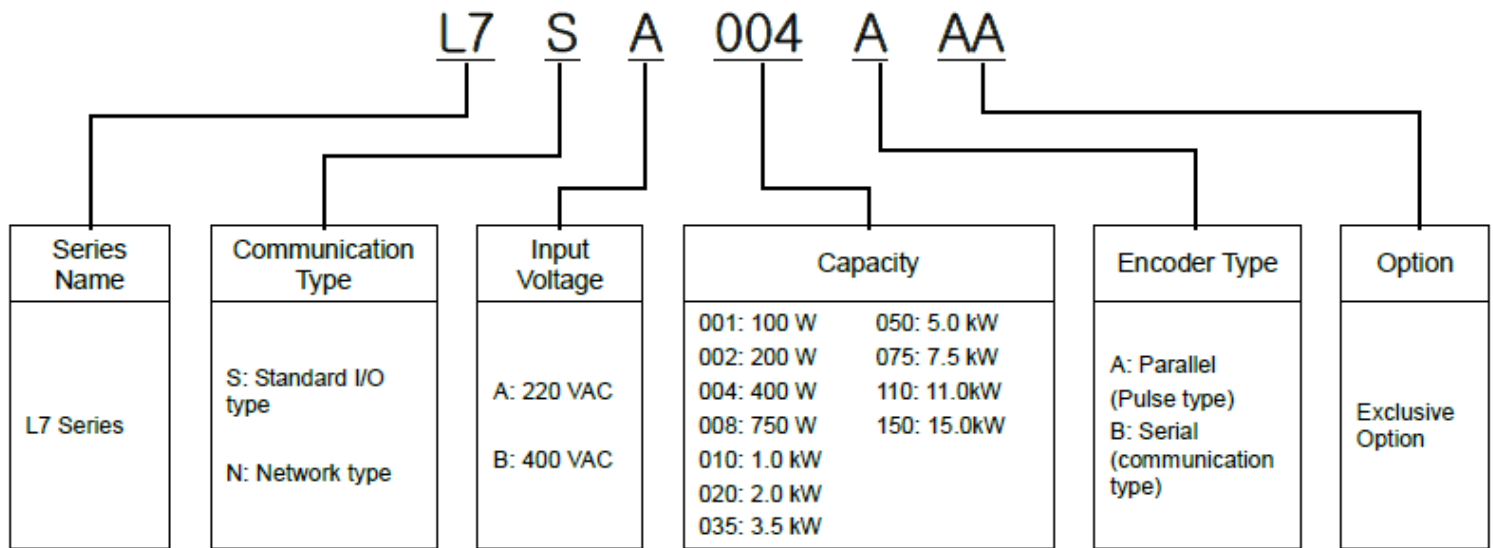 L7 S A 004 A AA
Series
Name
L7 Series
Communication
Type
S: Standard I/O
type
N: Network type
Input
Voltage
A: 220 VAC
B: 400 VAC
Capacity
001: 100 W
002: 200 W
004: 400 W
008: 750 W
010: 1.0 kW
020: 2.0 kW
035: 3.5 kW
050: 5.0 kW
075: 7.5 kW
110: 11.0kW
150: 15.0kW
Encoder Type
A: Parallel
(Pulse type)
B: Serial
(communication
type)
Option
Exclusive
Option